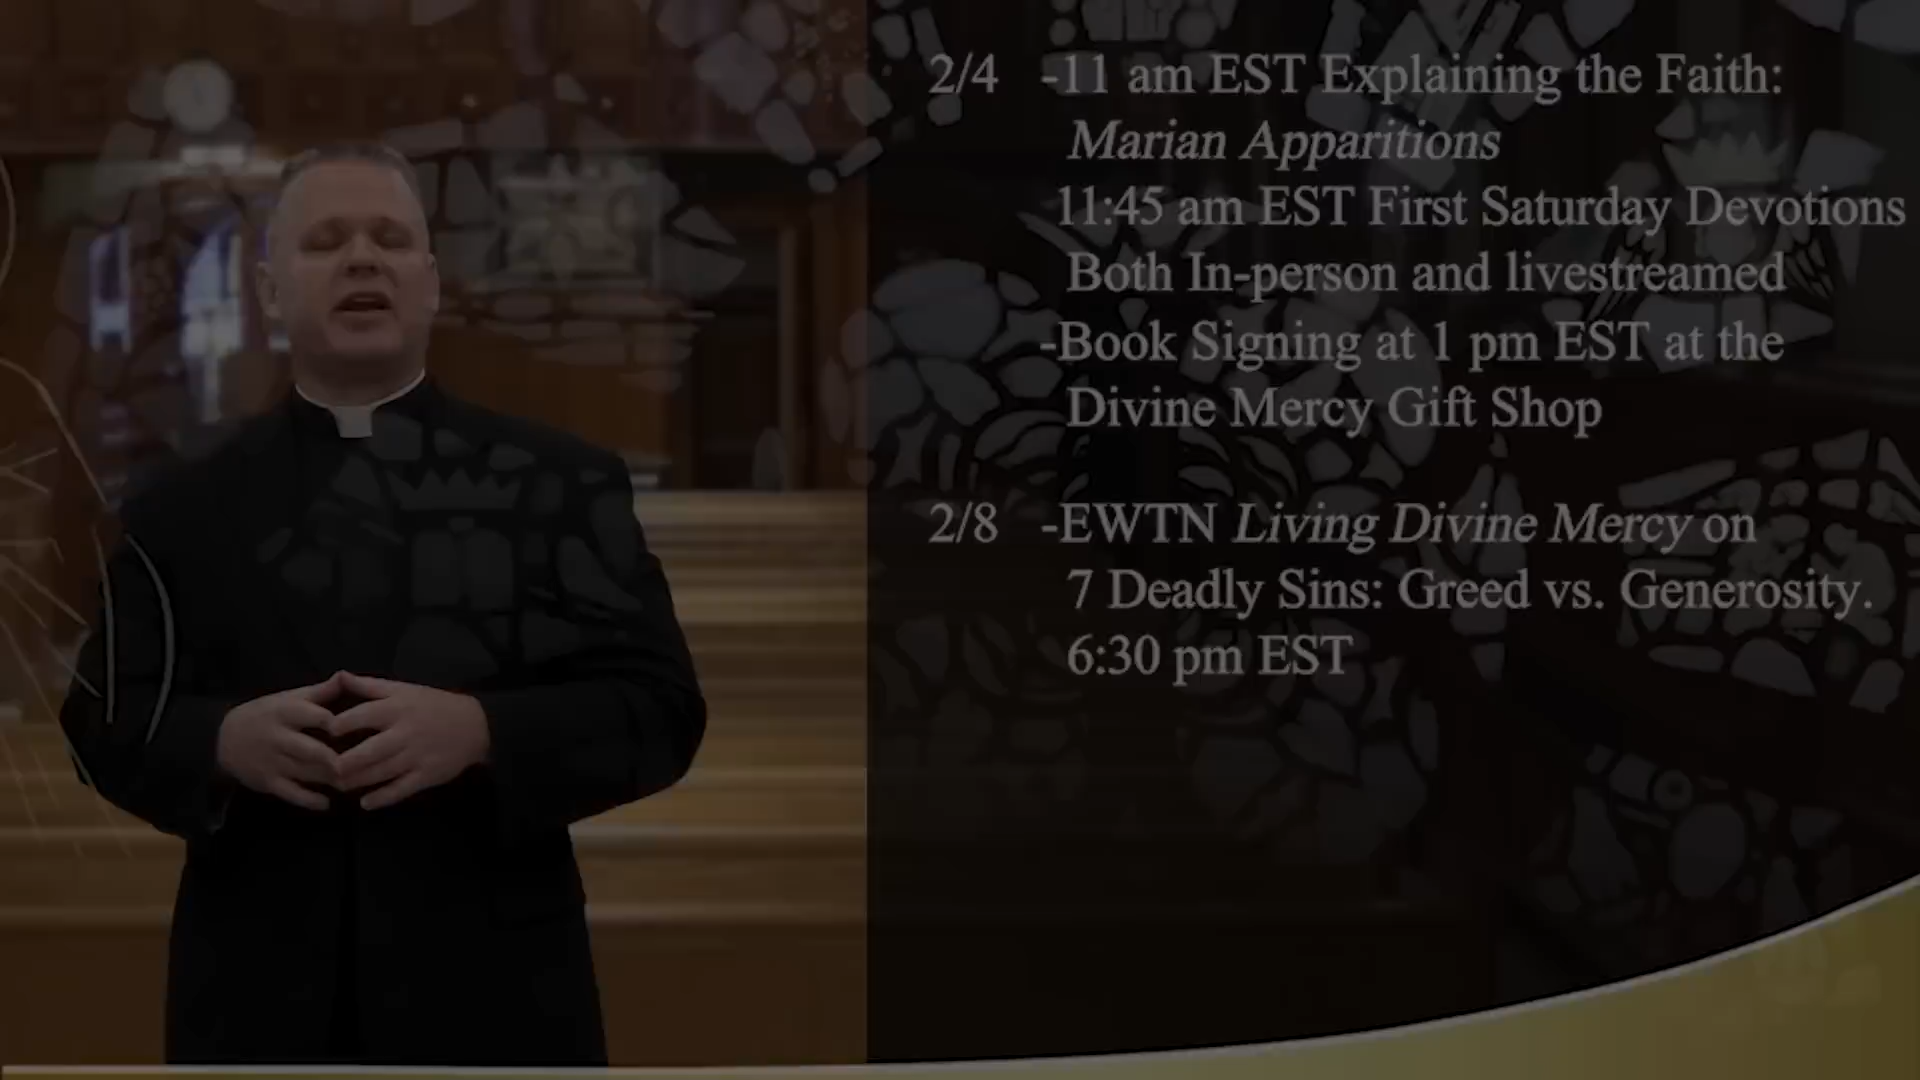 2/4 -11 am EST Explaining the Faith:
Marian Apparitions
11:45 am EST First Saturday Devotions
Both In-person and livestreamed
-Book Signing at 1 pm EST at the
Divine Mercy Gift Shop
2/8 -EWTN Living Divine Mercy on
7 Deadly Sins: Greed vs. Generosity.
6:30 pm EST